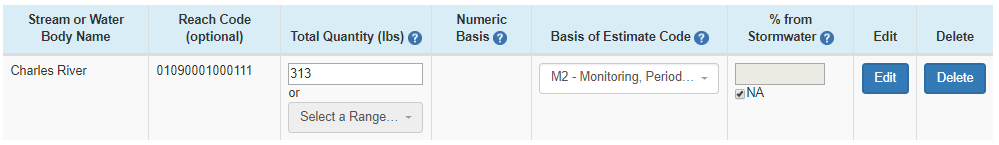 Stream or Water Body Name
Reach Code (optional)
Total Quantity (lbs) ?
Numeric Basis ?
Basis of Estimate Code ?
% from Stormwater ?
Edit
Delete
Charles River
01090001000111
313
or
Select a Range...
M2 - Monitoring, Period...
NA
Edit
Delete